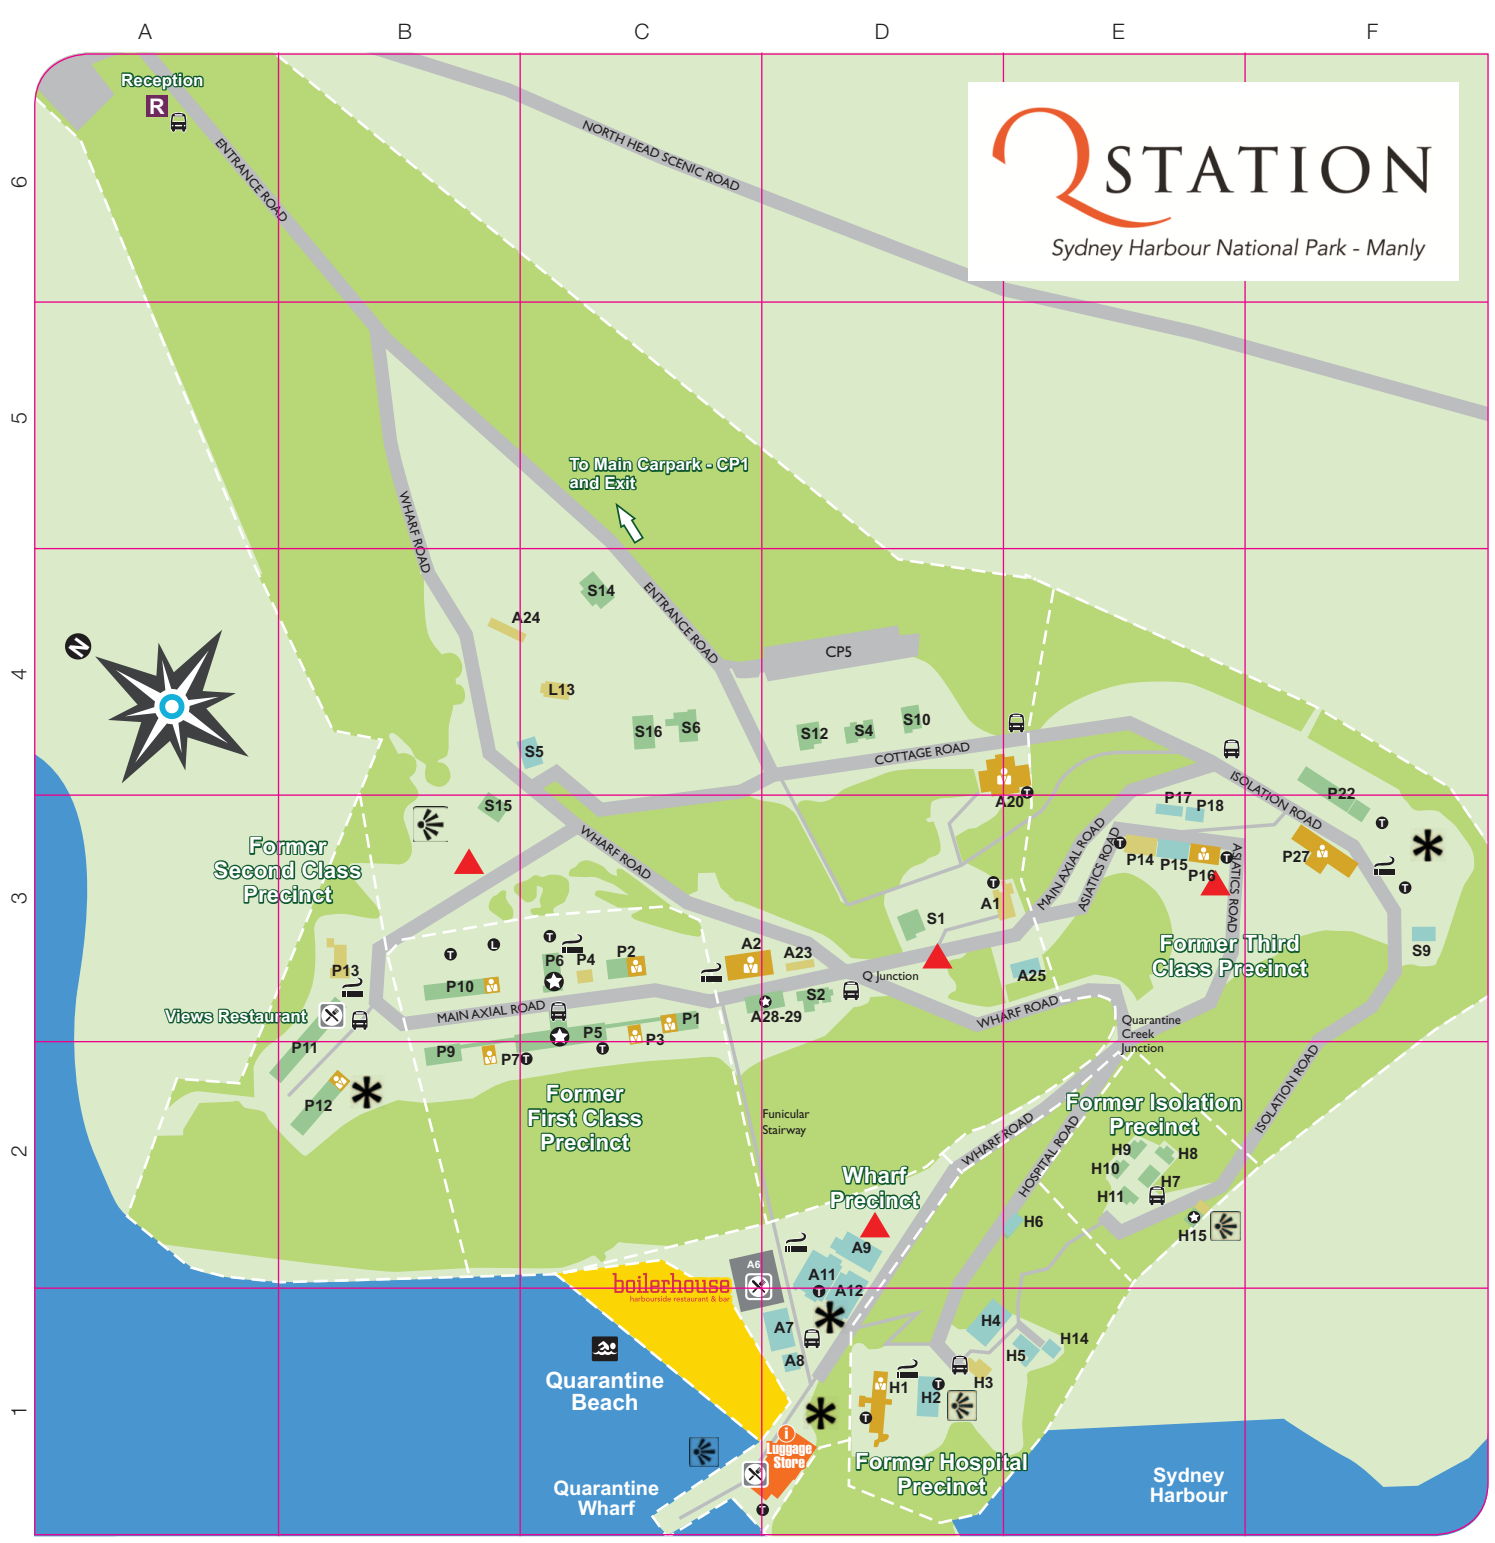 A B C D E F
6
5
4
3
2
1
Reception
R
ENTRANCE ROAD
NORTH HEAD SCENIC ROAD
QSTATION
Sydney Harbour National Park - Manly
To Main Carpark - CP1
and Exit
WHARF ROAD
ENTRANCE ROAD
S14
A24
N
CP5
L13
S16
S6
S12
S4
S10
S5
COTTAGE ROAD
A20
T
S15
ISOLATION ROAD
P22
P17
P18
T
Former
Second Class
Precinct
WHARF ROAD
MAIN AXIAL ROAD
ASIATICS ROAD
T
P14
P15
P16
T
ASIATICS ROAD
P27
T
T
A1
S1
T
L
T
P13
P10
P6
P4
P2
A2
A23
Q Junction
A25
Former Third
Class Precinct
S9
Views Restaurant
MAIN AXIAL ROAD
P1
A28-29
S2
WHARF ROAD
Quarantine
Creek
Junction
P11
P9
P7
T
P5
T
P3
P12
Former
First Class
Precinct
Funicular
Stairway
WHARF ROAD
HOSPITAL ROAD
ISOLATION ROAD
Former Isolation
Precinct
H9
H8
H10
H7
H11
H15
H6
Wharf
Precinct
A9
A6
A11
A12
T
boilerhouse
harbourside restaurant & bar
A7
A8
H4
H5
H14
H3
H1
H2
T
T
Quarantine
Beach
i
Luggage
Store
Former Hospital
Precinct
Quarantine
Wharf
T
Sydney
Harbour